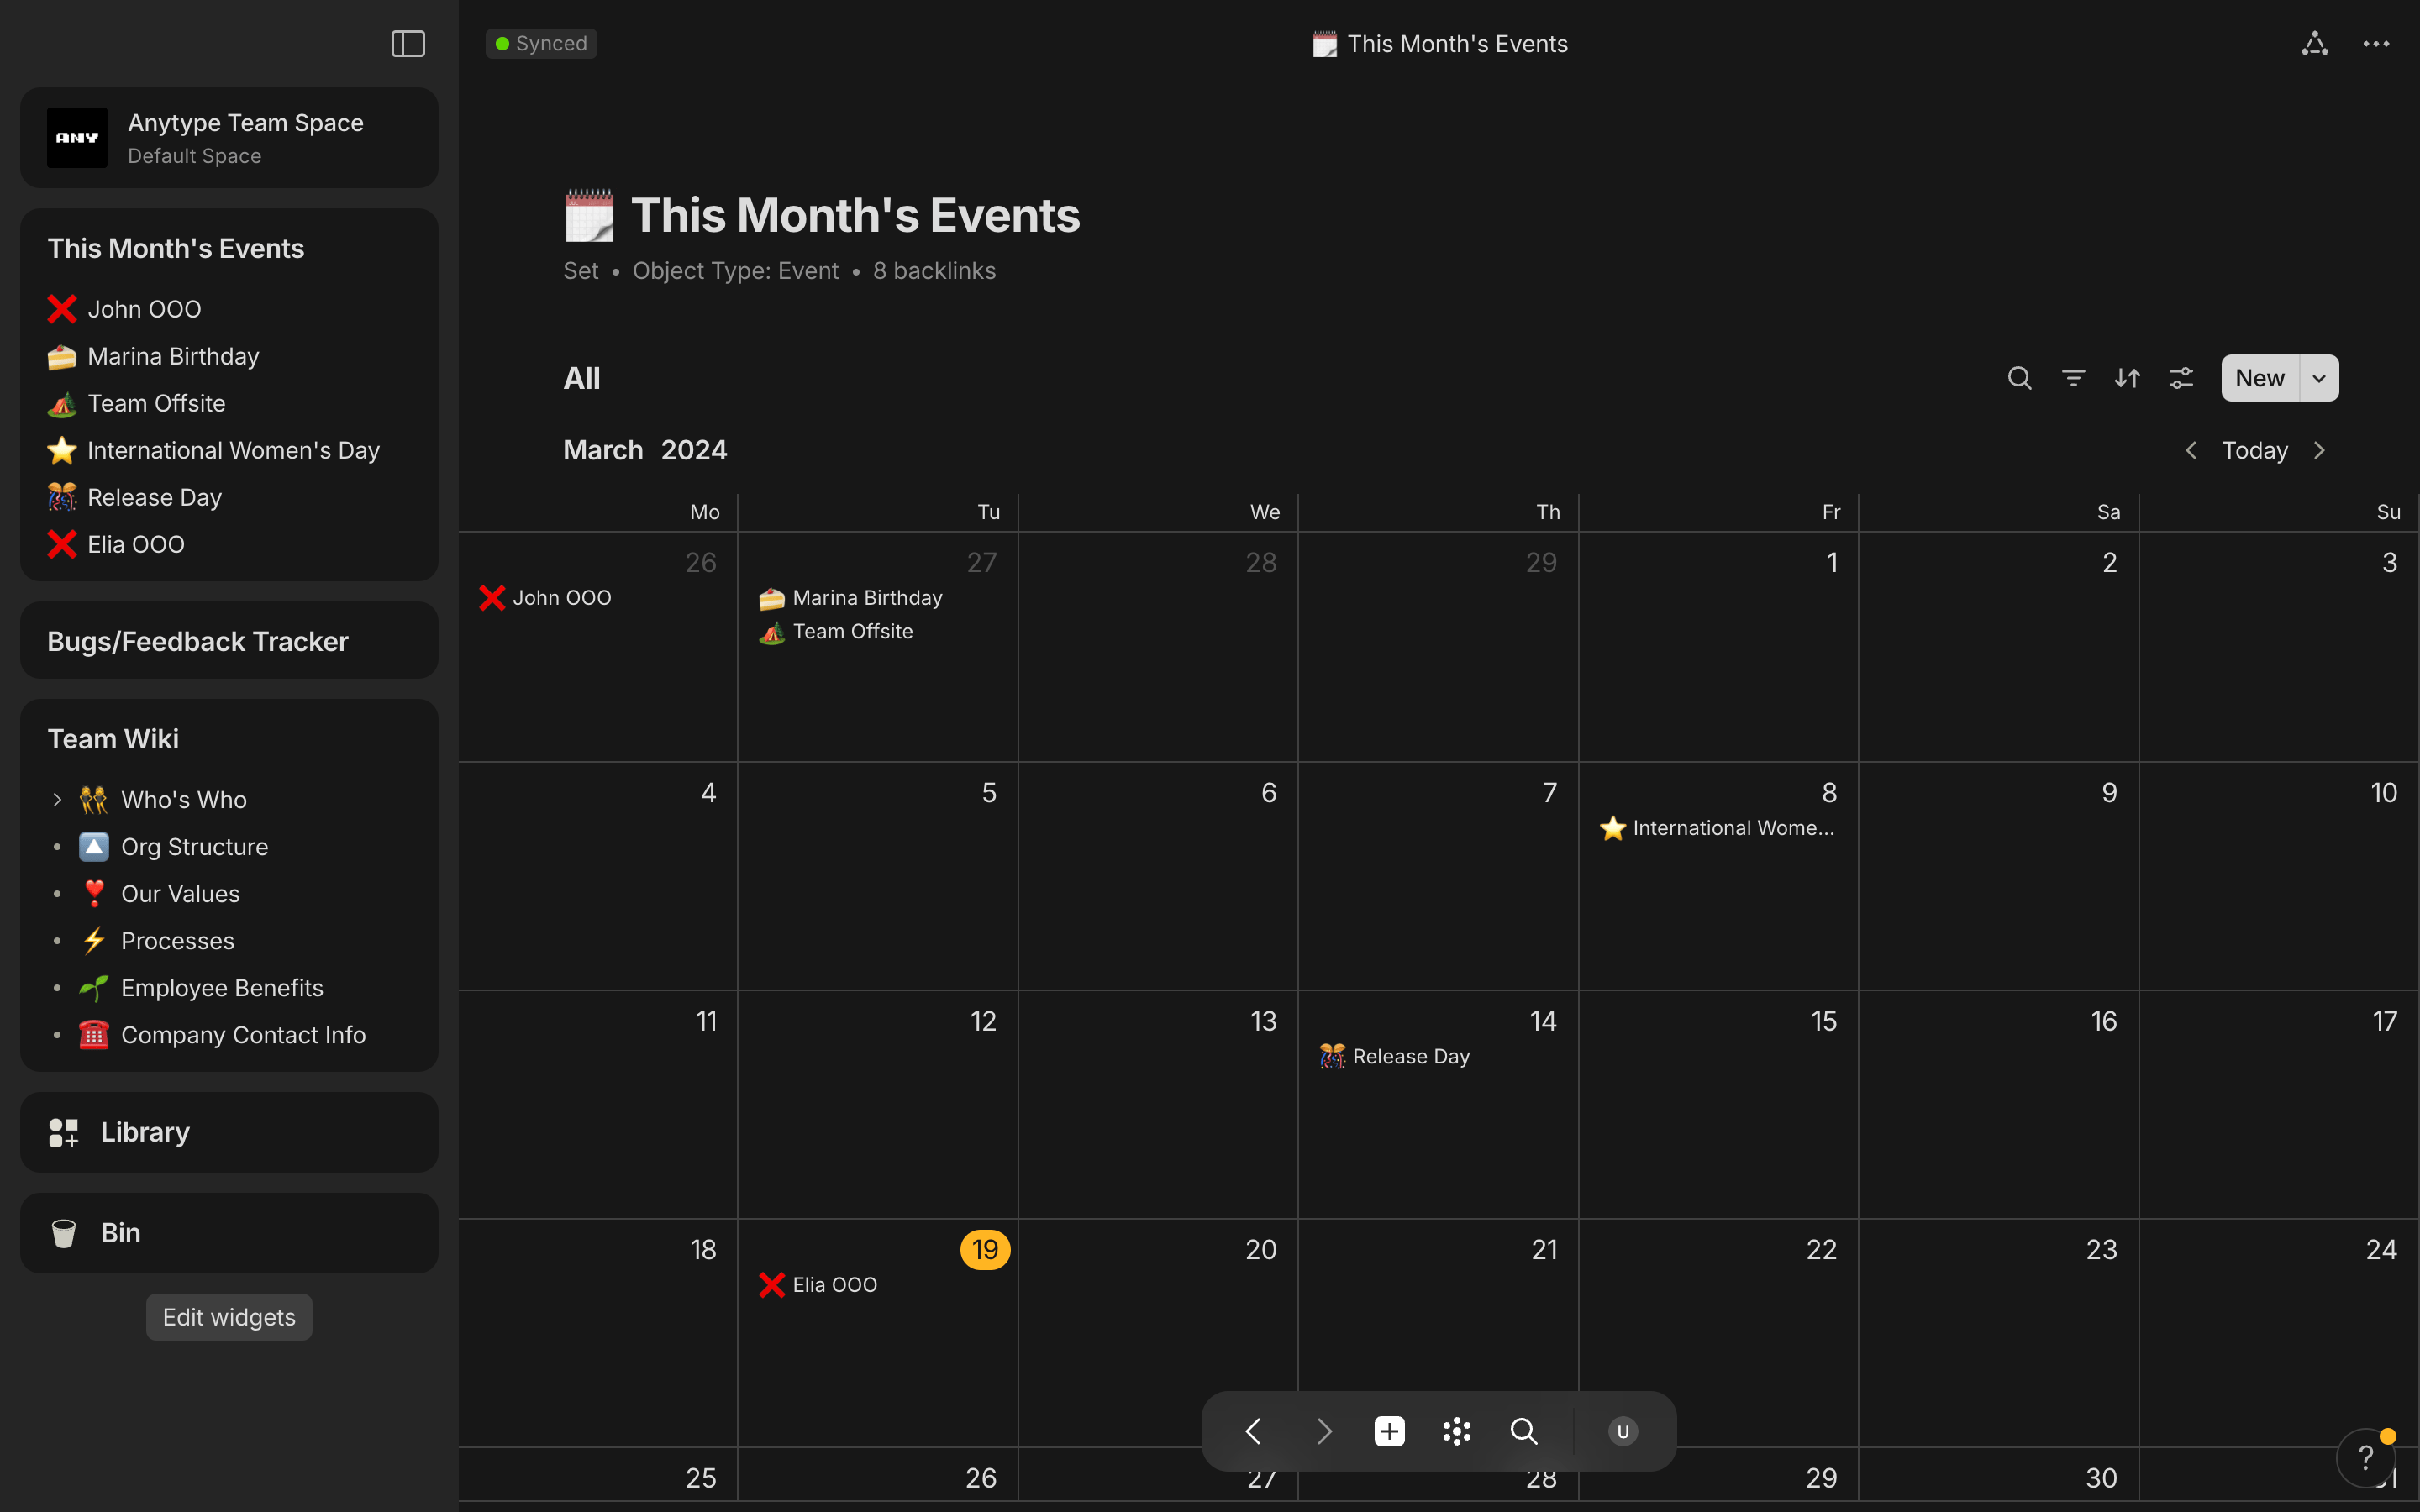 Synced
This Month's Events
ANY
Anytype Team Space
Default Space
This Month's Events
John OOO
Marina Birthday
Team Offsite
International Women's Day
Release Day
Elia OOO
Bugs/Feedback Tracker
Team Wiki
Who's Who
Org Structure
Our Values
Processes
Employee Benefits
Company Contact Info
Library
Bin
Edit widgets
This Month's Events
Set • Object Type: Event • 8 backlinks
All
New
March 2024
Today
Mo Tu We Th Fr Sa Su
26 27 28 29 1 2 3
John OOO
Marina Birthday
Team Offsite
4 5 6 7 8 9 10
International Wome...
11 12 13 14 15 16 17
Release Day
18 19 20 21 22 23 24
Elia OOO
U
?
25 26 27 28 29 30 31